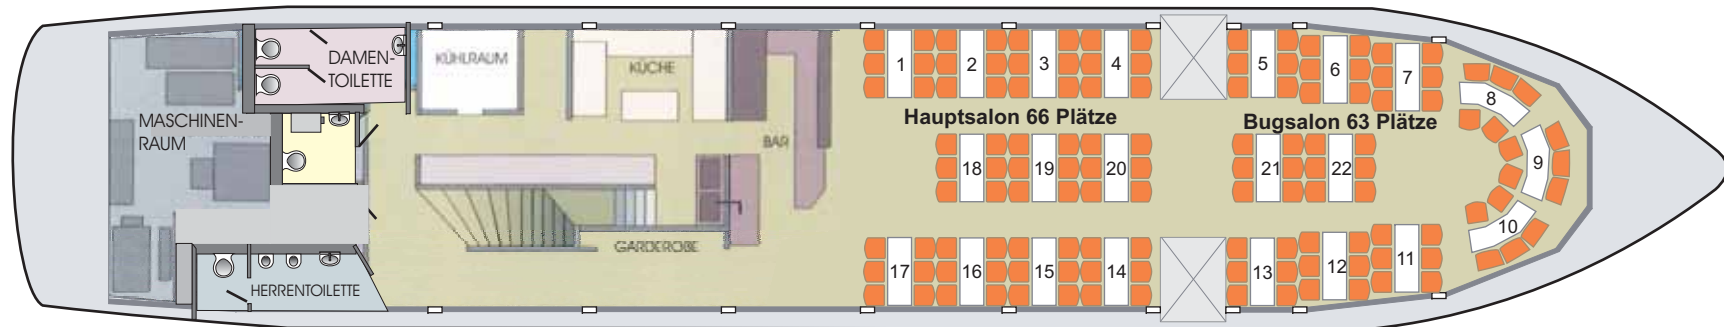 DAMEN-
TOILETTE
KÜHLRAUM
KÜCHE
MASCHINEN-
RAUM
BAR
GARDEROBE
HERRENTOILETTE
1 2 3 4 5 6 7
8
Hauptsalon 66 Plätze
Bugsalon 63 Plätze
18 19 20 21 22
9
10
17 16 15 14 13 12 11